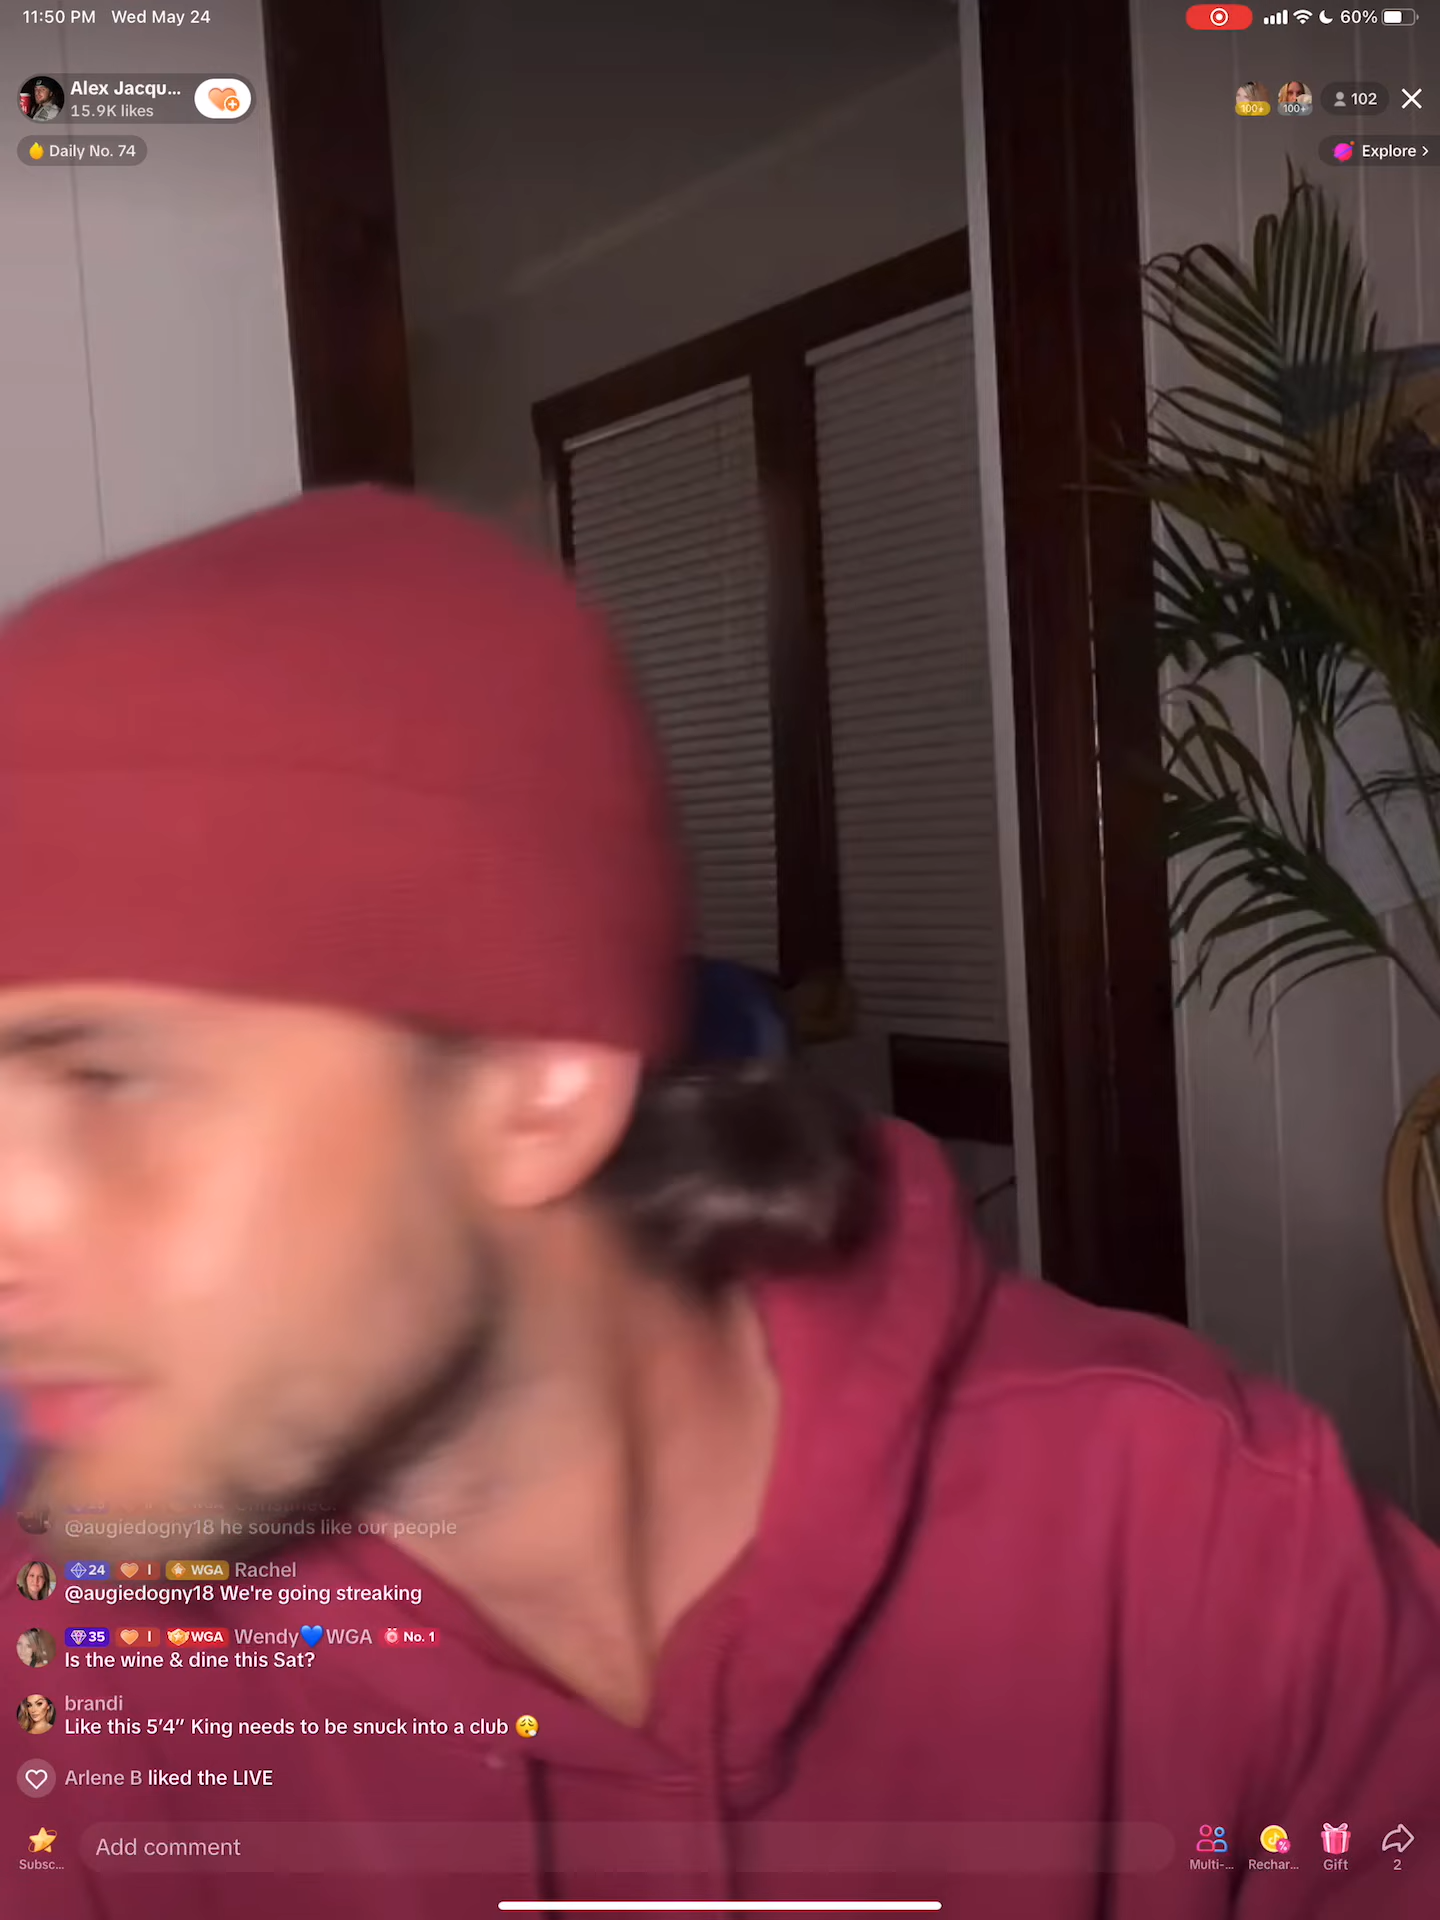 11:50 PM Wed May 24
60%
Alex Jacqu...
15.9K likes
100+
100+
102
Daily No. 74
Explore >
@augiedogny18 he sounds like our people
24 I WGA Rachel
@augiedogny18 We're going streaking
35 I WGA Wendy💙WGA No. 1
Is the wine & dine this Sat?
brandi
Like this 5'4” King needs to be snuck into a club 😮‍💨
Arlene B liked the LIVE
Add comment
Subsc...
Multi-...
Rechar...
Gift
2